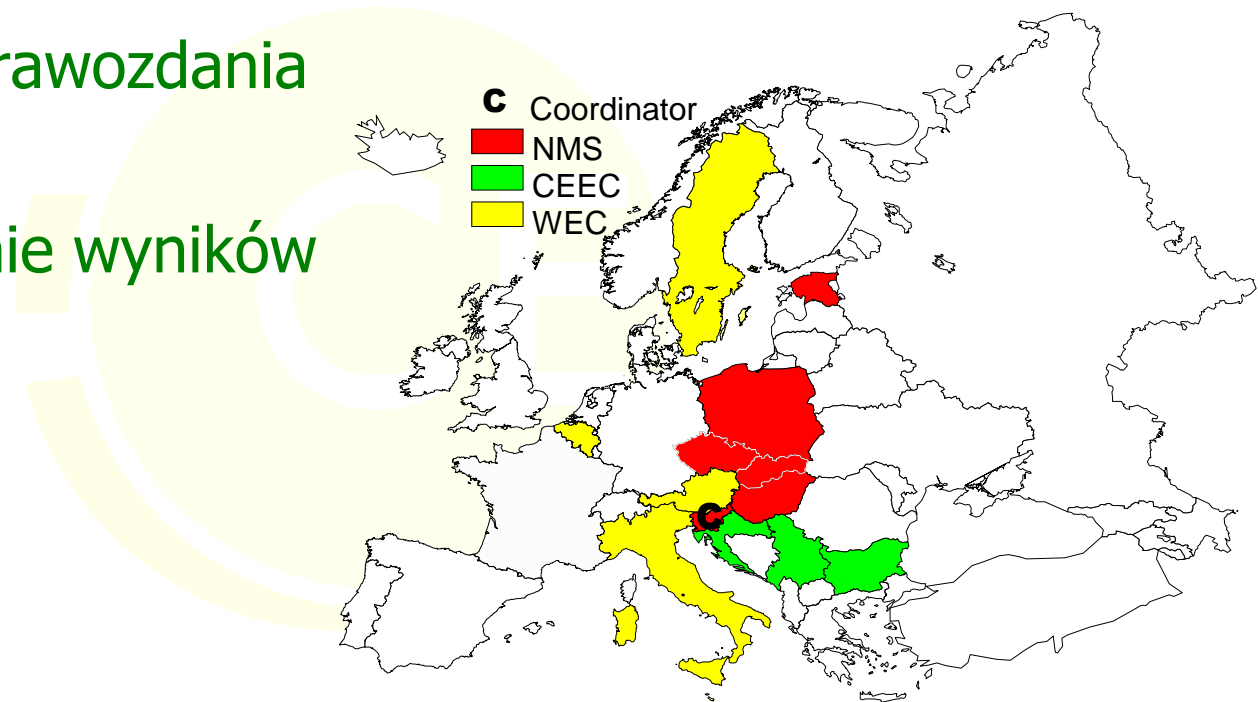 rawozdania
nie wyników
C Coordinator
NMS
CEEC
WEC
C